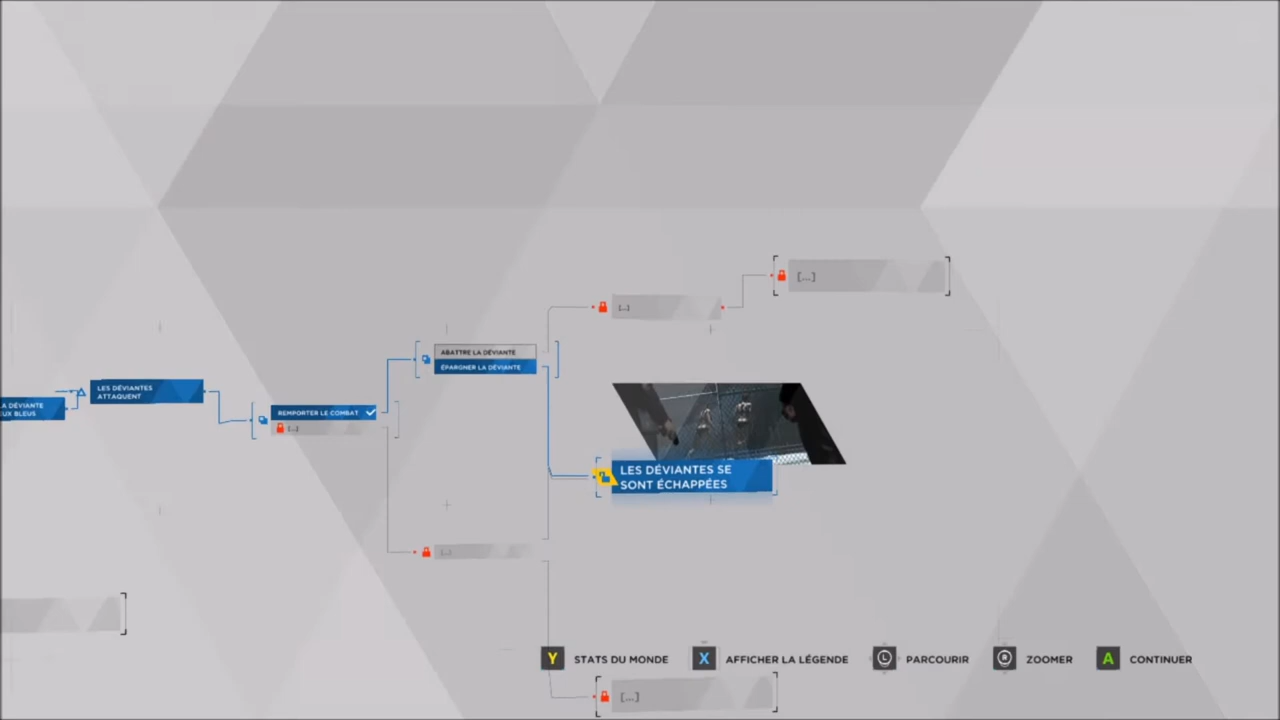 [...]
[...]
ABATTRE LA DÉVIANTE
ÉPARGNER LA DÉVIANTE
LES DÉVIANTES
ATTAQUENT
LA DÉVIANTE
EUX BLEUS
REMPORTER LE COMBAT
[...]
LES DÉVIANTES SE
SONT ÉCHAPPÉES
[...]
Y STATS DU MONDE
X AFFICHER LA LÉGENDE
L PARCOURIR
R ZOOMER
A CONTINUER
[...]